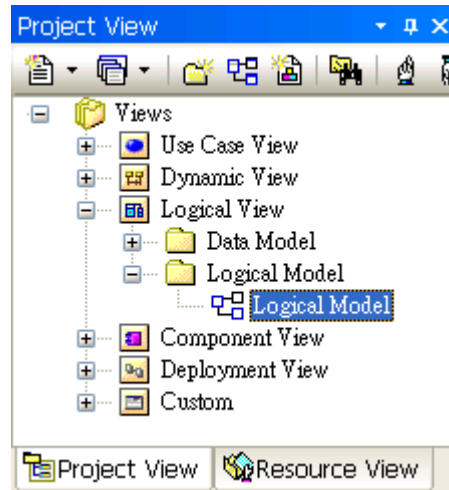 Project View
Views
Use Case View
Dynamic View
Logical View
Data Model
Logical Model
Logical Model
Component View
Deployment View
Custom
Project View Resource View